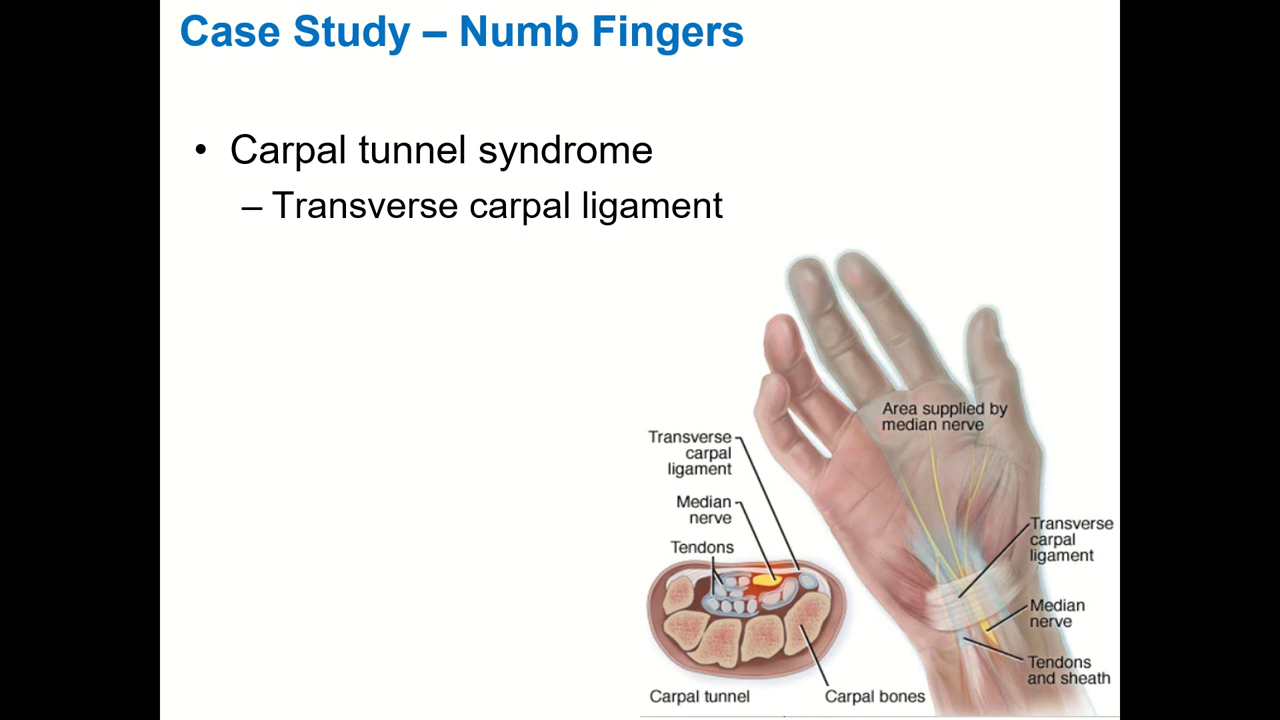 Case Study – Numb Fingers
• Carpal tunnel syndrome
– Transverse carpal ligament
Area supplied by
median nerve
Transverse
carpal
ligament
Median
nerve
Tendons
Transverse
carpal
ligament
Median
nerve
Tendons
and sheath
Carpal tunnel
Carpal bones